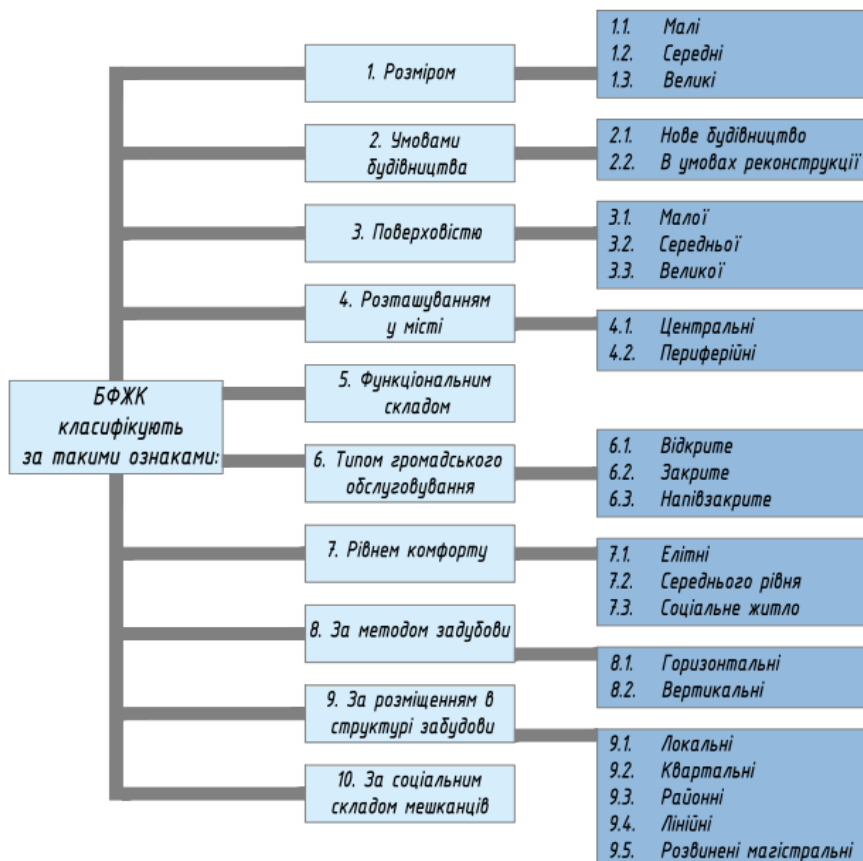 БФЖК
класифікують
за такими ознаками:
1. Розміром
1.1. Малі
1.2. Середні
1.3. Великі
2. Умовами
будівництва
2.1. Нове будівництво
2.2. В умовах реконструкції
3. Поверховістю
3.1. Малої
3.2. Середньої
3.3. Великої
4. Розташуванням
у місті
4.1. Центральні
4.2. Периферійні
5. Функціональним
складом
6. Типом громадського
обслуговування
6.1. Відкрите
6.2. Закрите
6.3. Напівзакрите
7. Рівнем комфорту
7.1. Елітні
7.2. Середнього рівня
7.3. Соціальне житло
8. За методом задубови
8.1. Горизонтальні
8.2. Вертикальні
9. За розміщенням в
структурі забудови
9.1. Локальні
9.2. Квартальні
9.3. Районні
9.4. Лінійні
9.5. Розвинені магістральні
10. За соціальним
складом мешканців